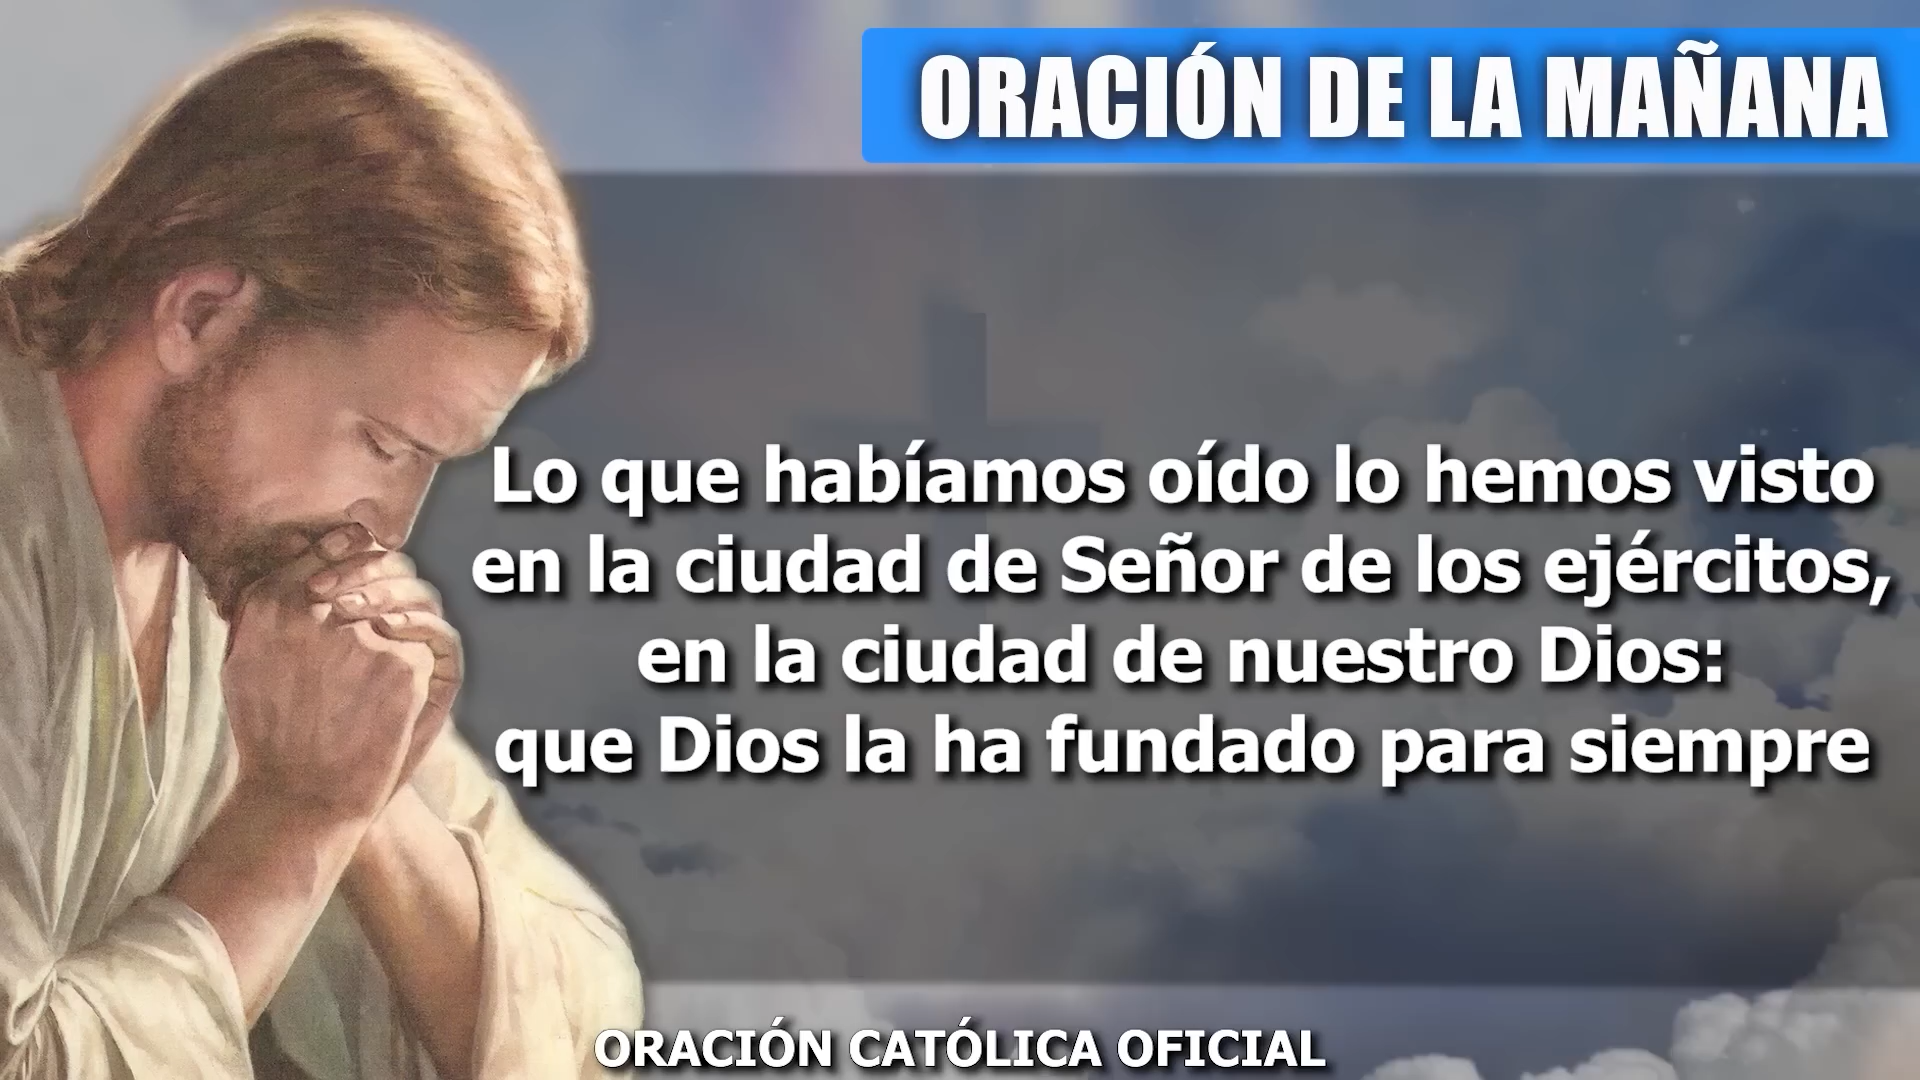 ORACIÓN DE LA MAÑANA
Lo que habíamos oído lo hemos visto
en la ciudad de Señor de los ejércitos,
en la ciudad de nuestro Dios:
que Dios la ha fundado para siempre
ORACIÓN CATÓLICA OFICIAL